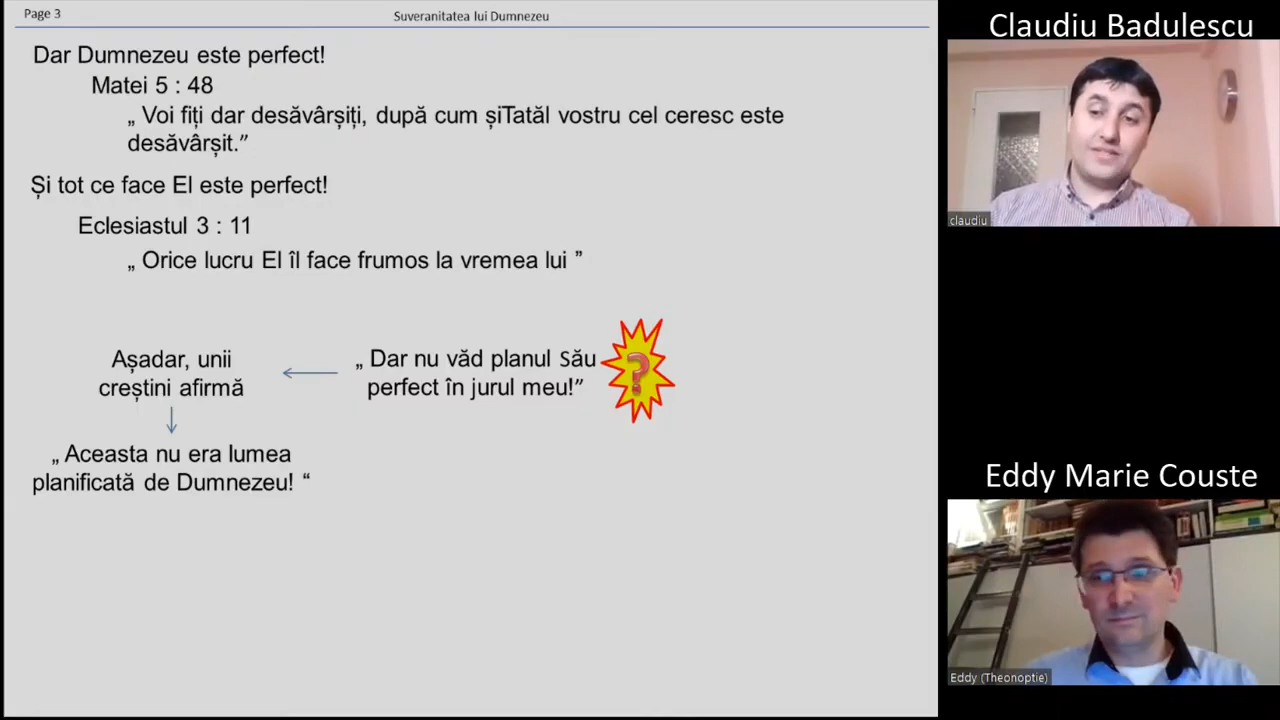 Page 3
Suveranitatea lui Dumnezeu
Dar Dumnezeu este perfect!
Matei 5 : 48
„ Voi fiți dar desăvârșiți, după cum șiTatăl vostru cel ceresc este
desăvârșit.”
Și tot ce face El este perfect!
Eclesiastul 3 : 11
„ Orice lucru El îl face frumos la vremea lui ”
Așadar, unii
creștini afirmă
„ Dar nu văd planul Său
perfect în jurul meu!”
?
„ Aceasta nu era lumea
planificată de Dumnezeu! “
Claudiu Badulescu
claudiu
Eddy Marie Couste
Eddy (Theonoptie)